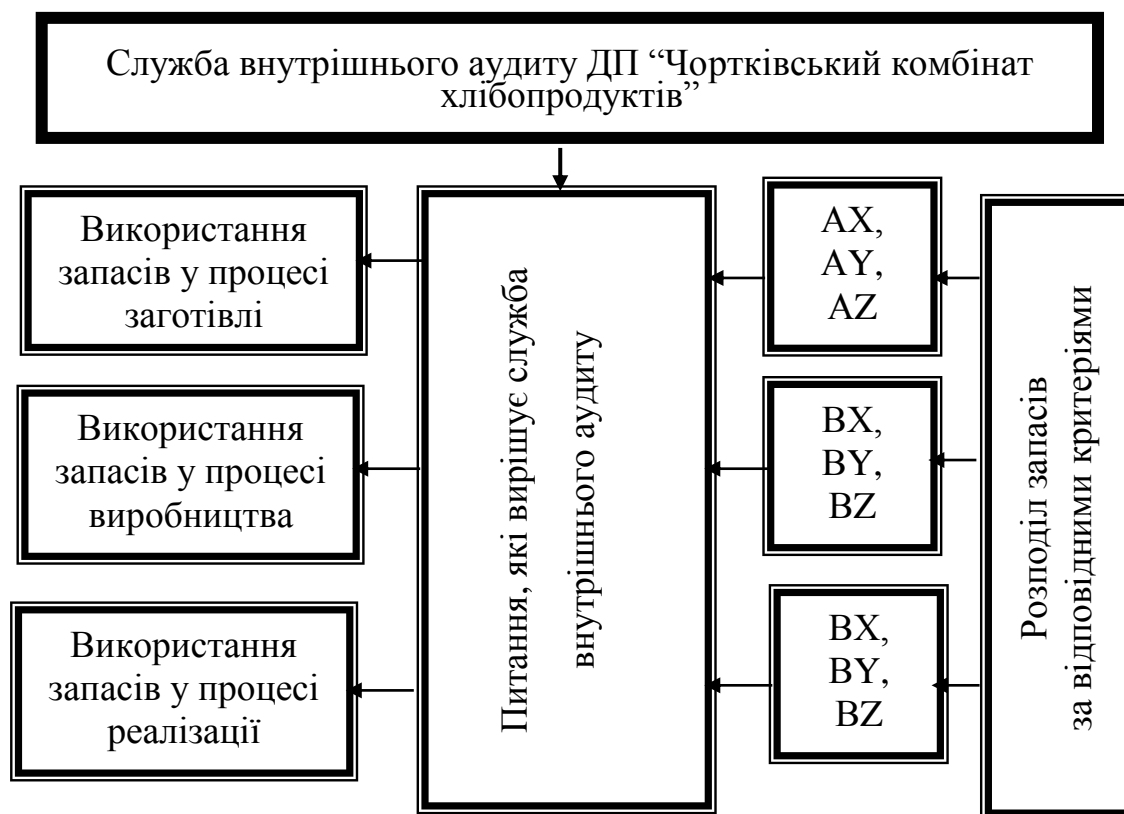 Служба внутрішнього аудиту ДП “Чортківський комбінат
хлібопродуктів”
Використання
запасів у процесі
заготівлі
Використання
запасів у процесі
виробництва
Використання
запасів у процесі
реалізації
Питання, які вирішує служба
внутрішнього аудиту
AX,
AY,
AZ
BX,
BY,
BZ
BX,
BY,
BZ
Розподіл запасів
за відповідними критеріями